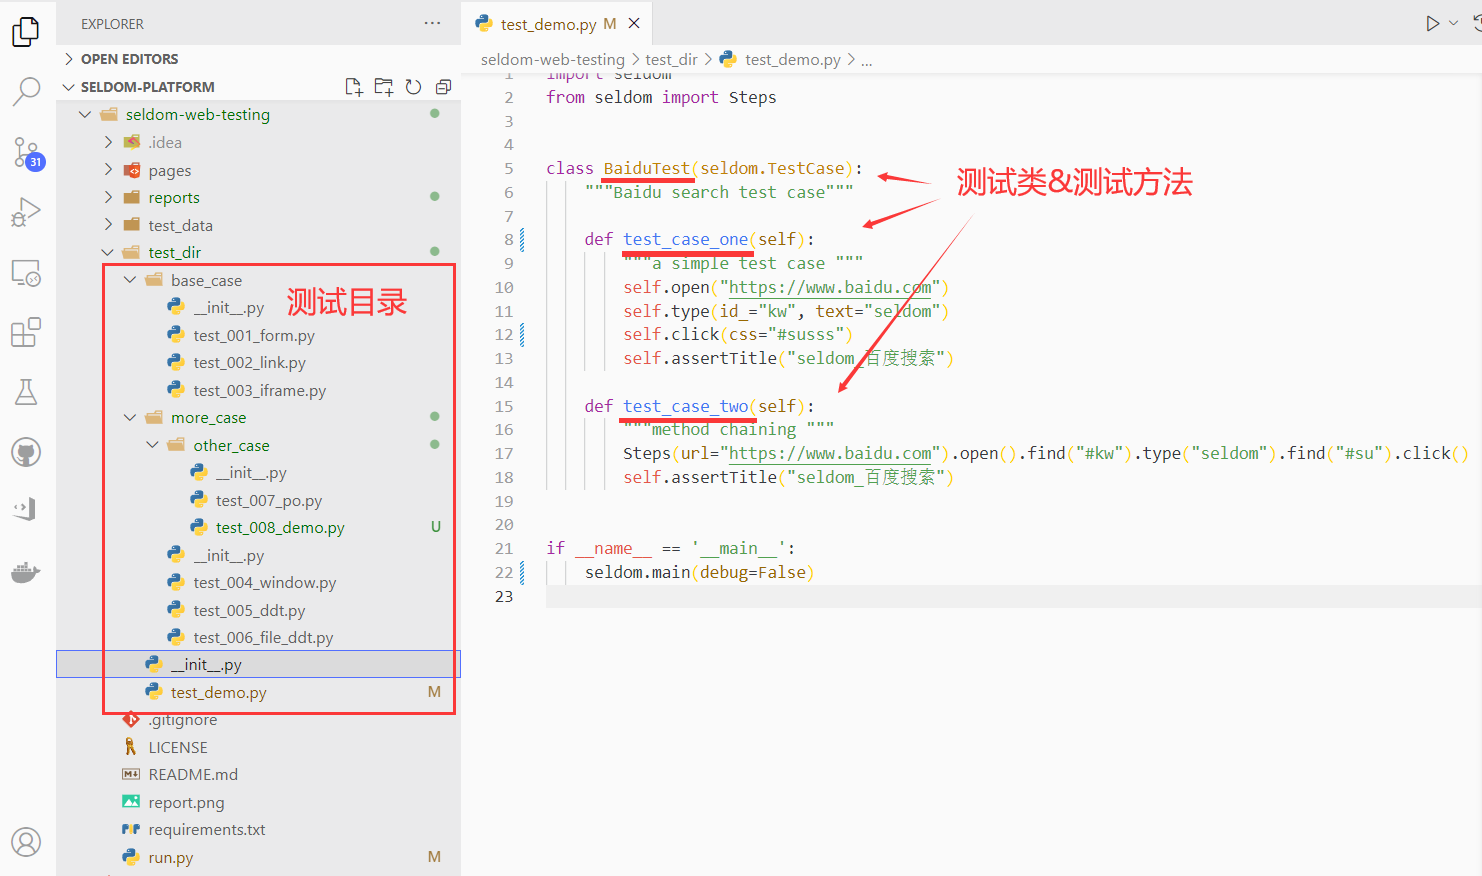 EXPLORER
OPEN EDITORS
SELDOM-PLATFORM
seldom-web-testing
.idea
pages
reports
test_data
test_dir
base_case
__init__.py
测试目录
test_001_form.py
test_002_link.py
test_003_iframe.py
more_case
other_case
__init__.py
test_007_po.py
test_008_demo.py U
__init__.py
test_004_window.py
test_005_ddt.py
test_006_file_ddt.py
__init__.py
test_demo.py M
.gitignore
LICENSE
README.md
report.png
requirements.txt
run.py M
31
test_demo.py M
seldom-web-testing > test_dir > test_demo.py > ...
1 import seldom
2 from seldom import Steps
3
4
5 class BaiduTest(seldom.TestCase):
测试类&测试方法
6 """Baidu search test case"""
7
8 def test_case_one(self):
9 """a simple test case """
10 self.open("https://www.baidu.com")
11 self.type(id_="kw", text="seldom")
12 self.click(css="#susss")
13 self.assertTitle("seldom_百度搜索")
14
15 def test_case_two(self):
16 """method chaining """
17 Steps(url="https://www.baidu.com").open().find("#kw").type("seldom").find("#su").click()
18 self.assertTitle("seldom_百度搜索")
19
20
21 if __name__ == '__main__':
22 seldom.main(debug=False)
23